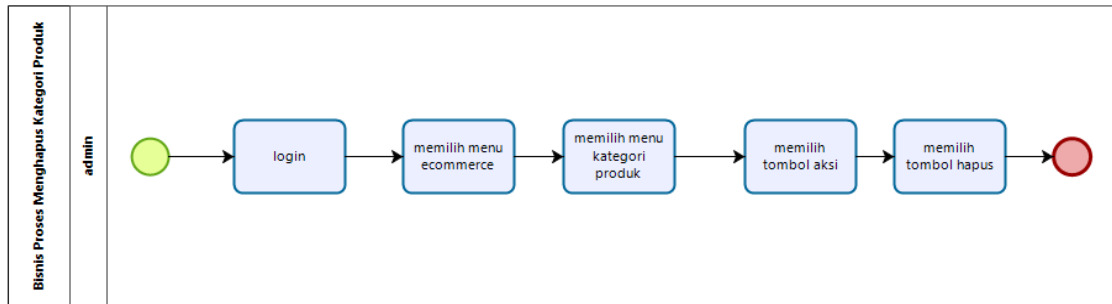 Bisnis Proses Menghapus Kategori Produk
admin
login
memilih menu
ecommerce
memilih menu
kategori
produk
memilih
tombol aksi
memilih
tombol hapus